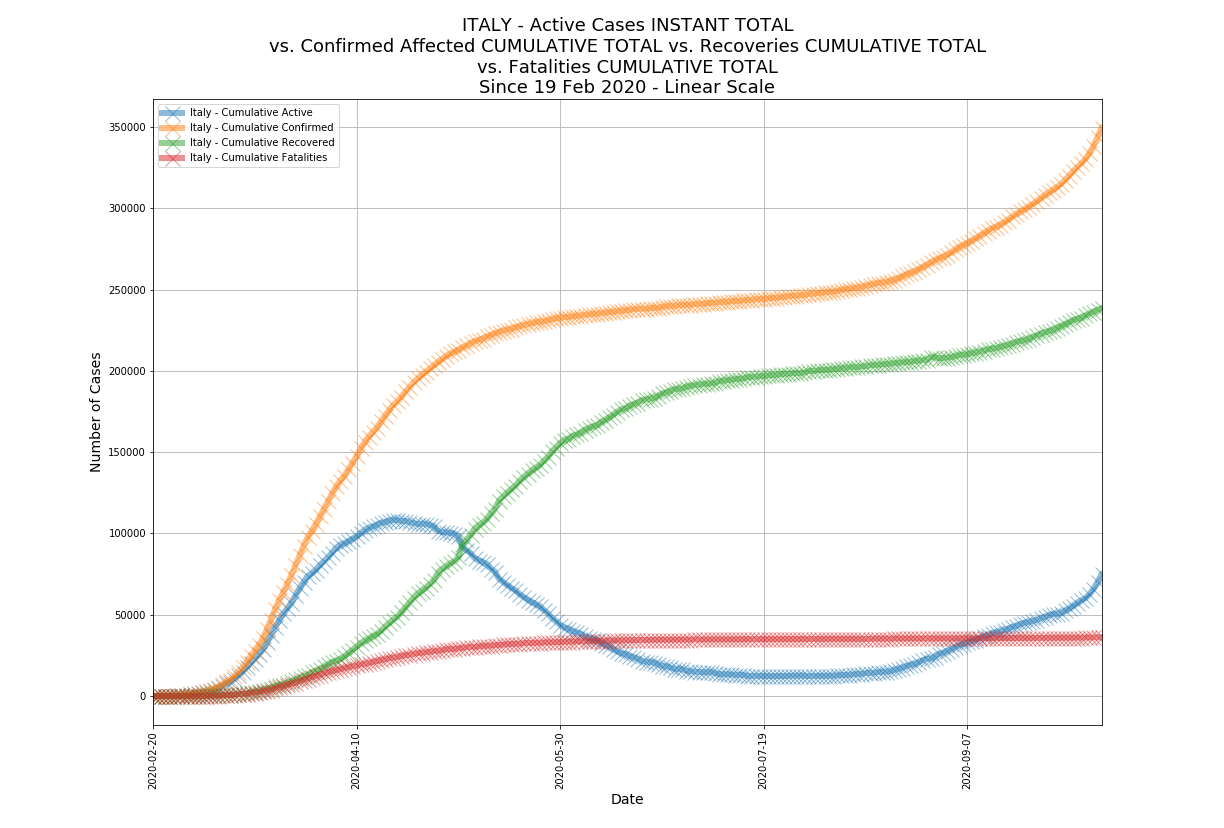 ITALY - Active Cases INSTANT TOTAL
vs. Confirmed Affected CUMULATIVE TOTAL vs. Recoveries CUMULATIVE TOTAL
vs. Fatalities CUMULATIVE TOTAL
Since 19 Feb 2020 - Linear Scale
Italy - Cumulative Active
Italy - Cumulative Confirmed
Italy - Cumulative Recovered
Italy - Cumulative Fatalities
350000
300000
250000
200000
150000
100000
50000
0
Number of Cases
2020-02-20
2020-04-10
2020-05-30
2020-07-19
2020-09-07
Date